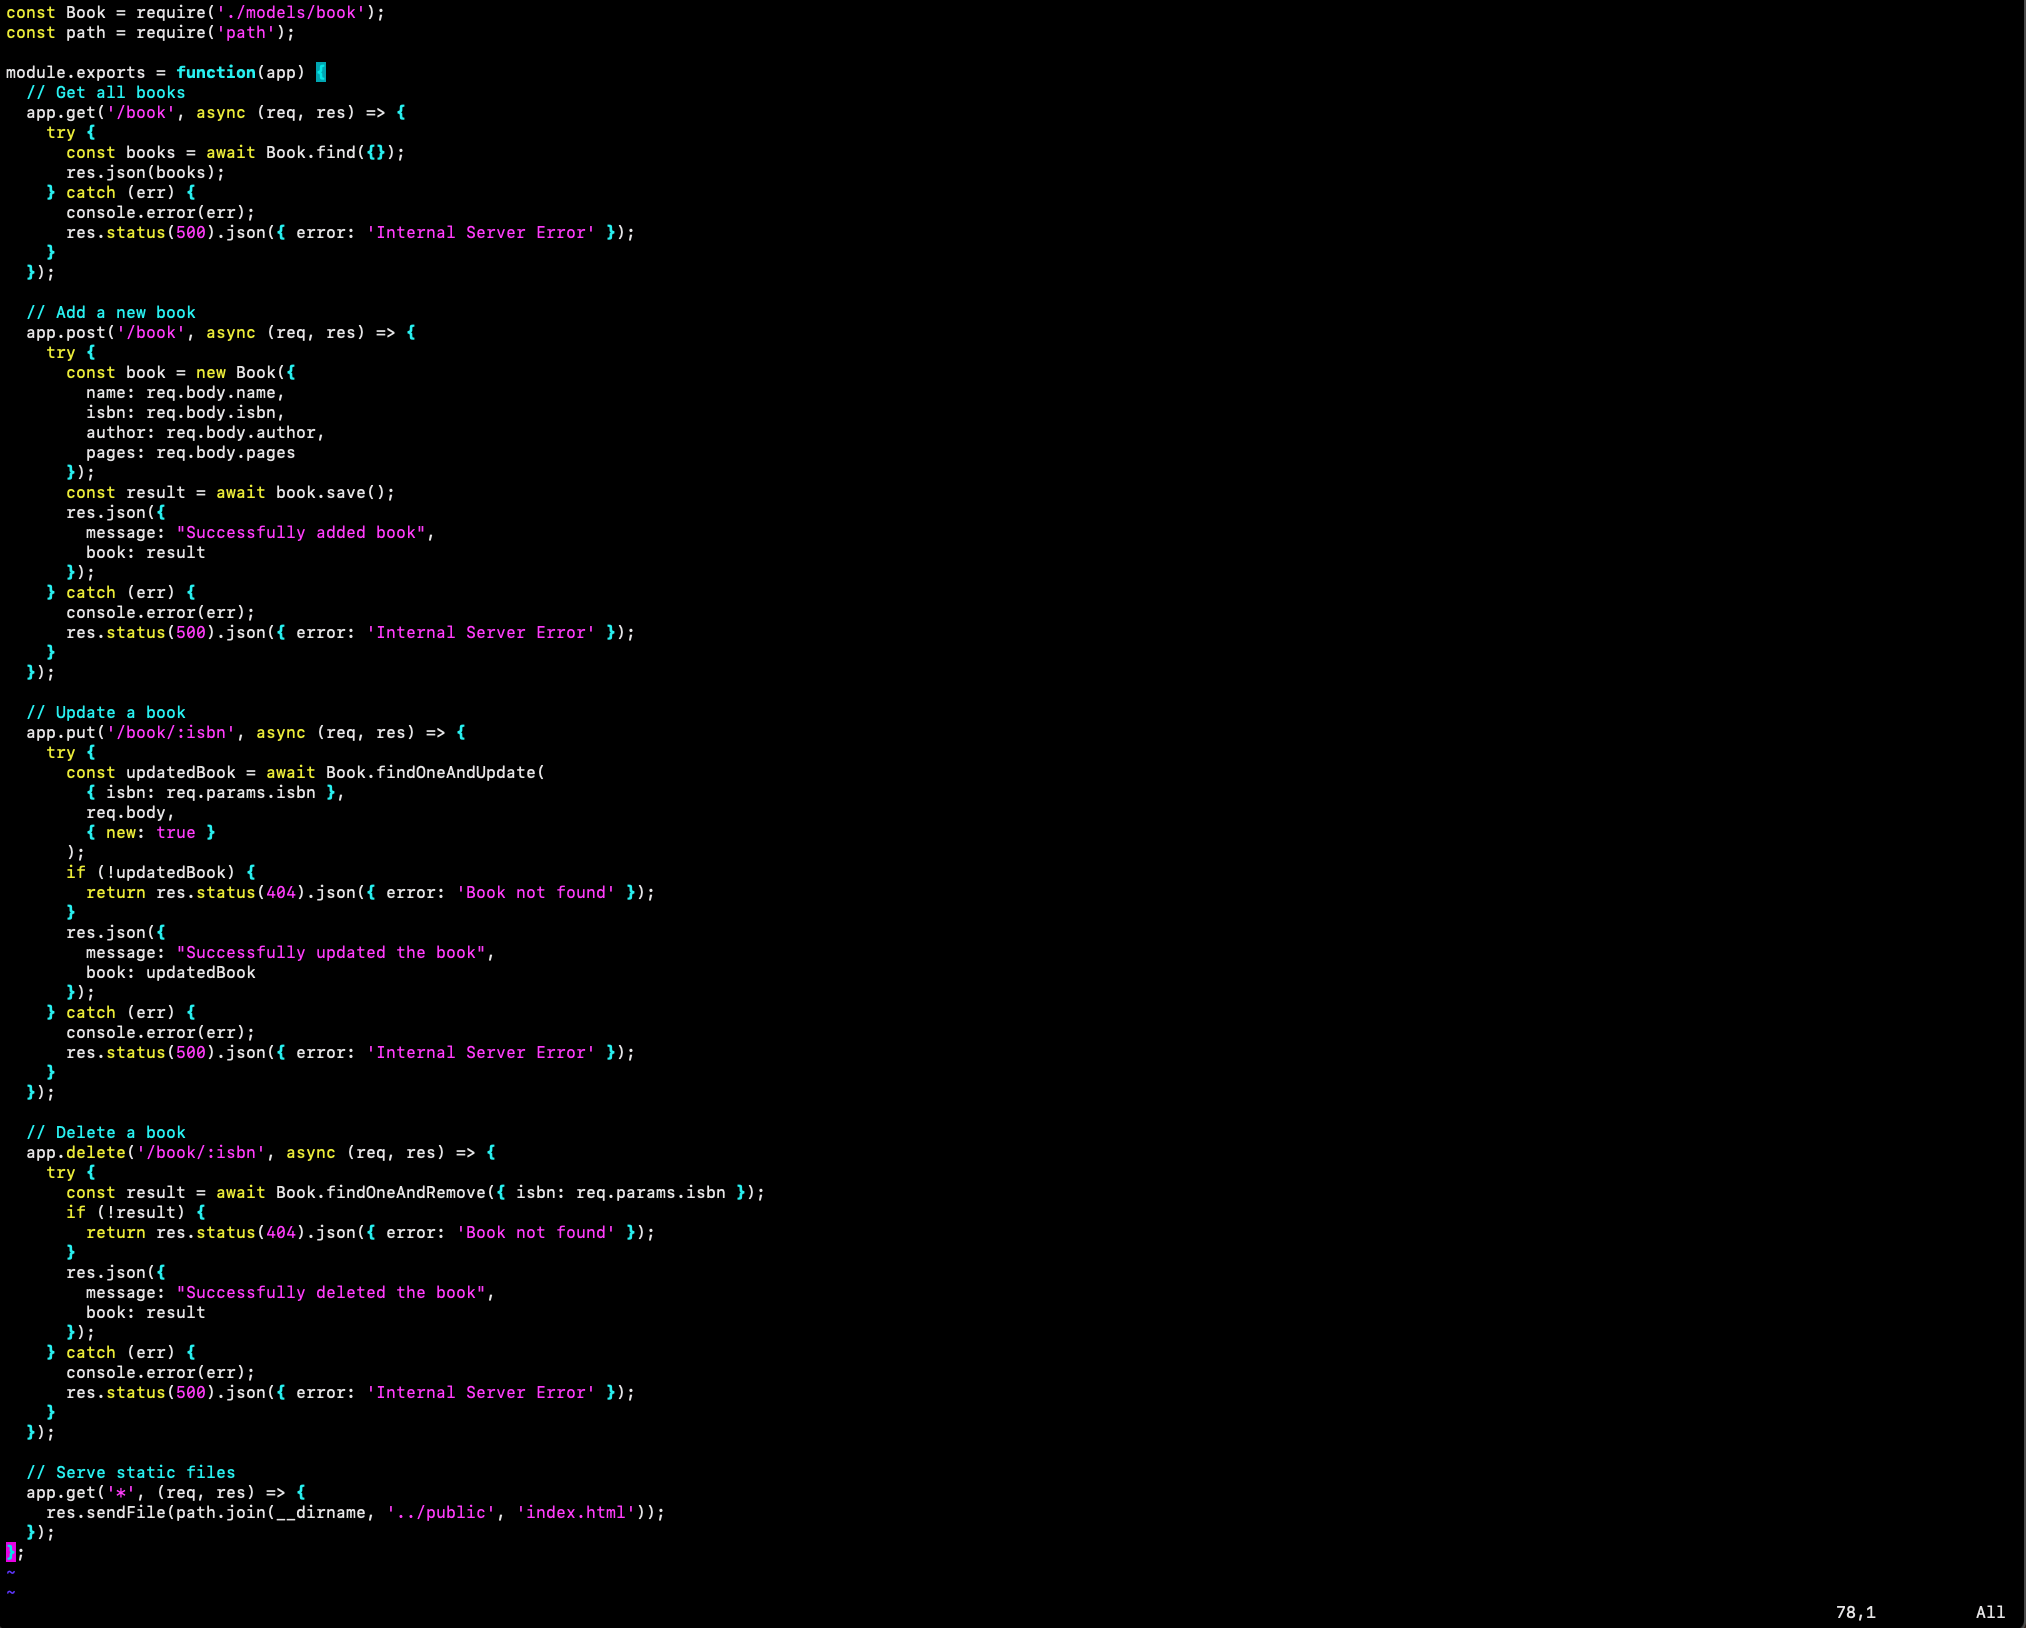 const Book = require('./models/book');
const path = require('path');

module.exports = function(app) {
  // Get all books
  app.get('/book', async (req, res) => {
    try {
      const books = await Book.find({});
      res.json(books);
    } catch (err) {
      console.error(err);
      res.status(500).json({ error: 'Internal Server Error' });
    }
  });

  // Add a new book
  app.post('/book', async (req, res) => {
    try {
      const book = new Book({
        name: req.body.name,
        isbn: req.body.isbn,
        author: req.body.author,
        pages: req.body.pages
      });
      const result = await book.save();
      res.json({
        message: "Successfully added book",
        book: result
      });
    } catch (err) {
      console.error(err);
      res.status(500).json({ error: 'Internal Server Error' });
    }
  });

  // Update a book
  app.put('/book/:isbn', async (req, res) => {
    try {
      const updatedBook = await Book.findOneAndUpdate(
        { isbn: req.params.isbn },
        req.body,
        { new: true }
      );
      if (!updatedBook) {
        return res.status(404).json({ error: 'Book not found' });
      }
      res.json({
        message: "Successfully updated the book",
        book: updatedBook
      });
    } catch (err) {
      console.error(err);
      res.status(500).json({ error: 'Internal Server Error' });
    }
  });

  // Delete a book
  app.delete('/book/:isbn', async (req, res) => {
    try {
      const result = await Book.findOneAndRemove({ isbn: req.params.isbn });
      if (!result) {
        return res.status(404).json({ error: 'Book not found' });
      }
      res.json({
        message: "Successfully deleted the book",
        book: result
      });
    } catch (err) {
      console.error(err);
      res.status(500).json({ error: 'Internal Server Error' });
    }
  });

  // Serve static files
  app.get('*', (req, res) => {
    res.sendFile(path.join(__dirname, '../public', 'index.html'));
  });
};
~
~
78,1 All